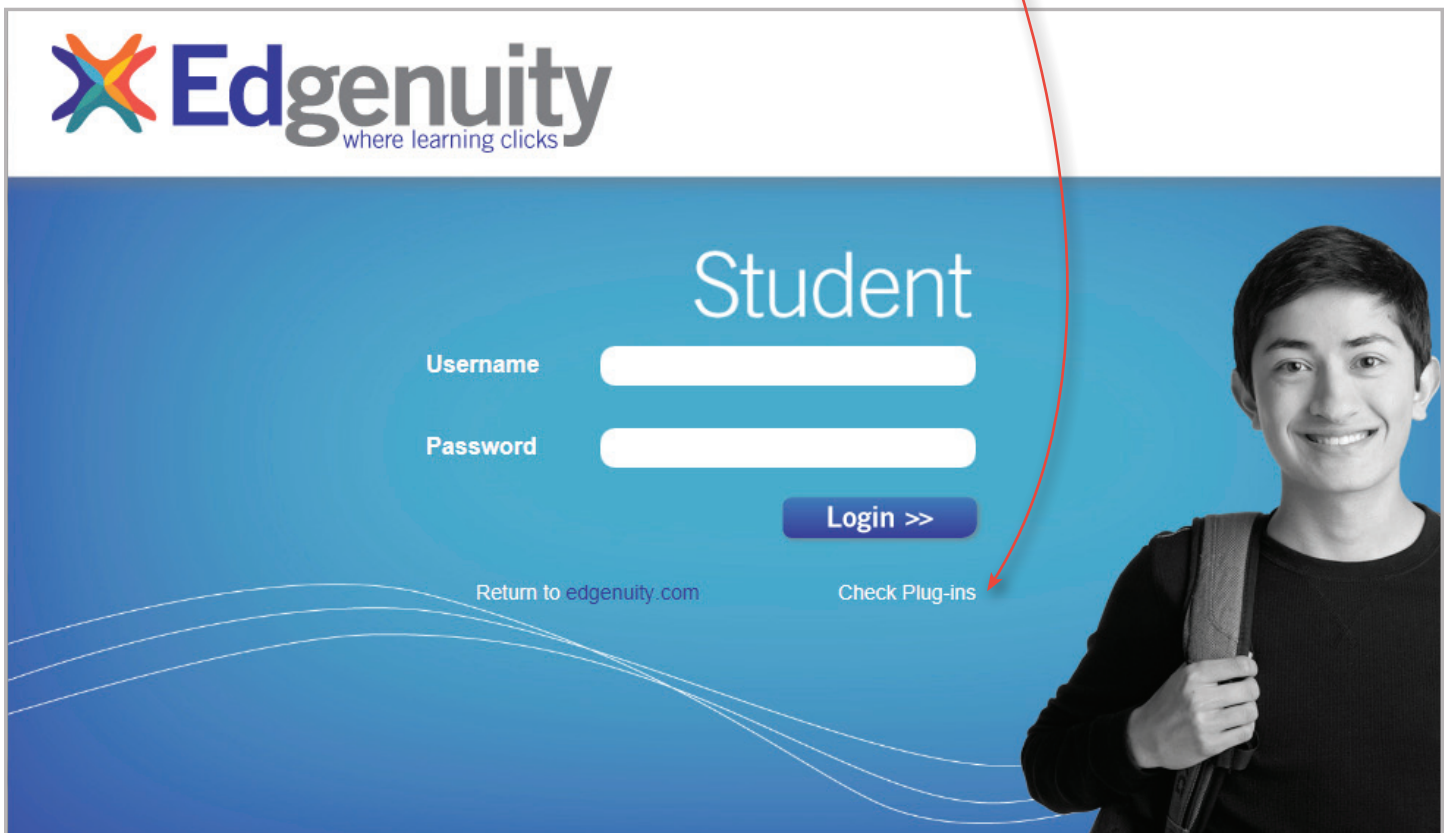 Edgenuity
where learning clicks
Student
Username
Password
Login >>
Return to edgenuity.com Check Plug-ins